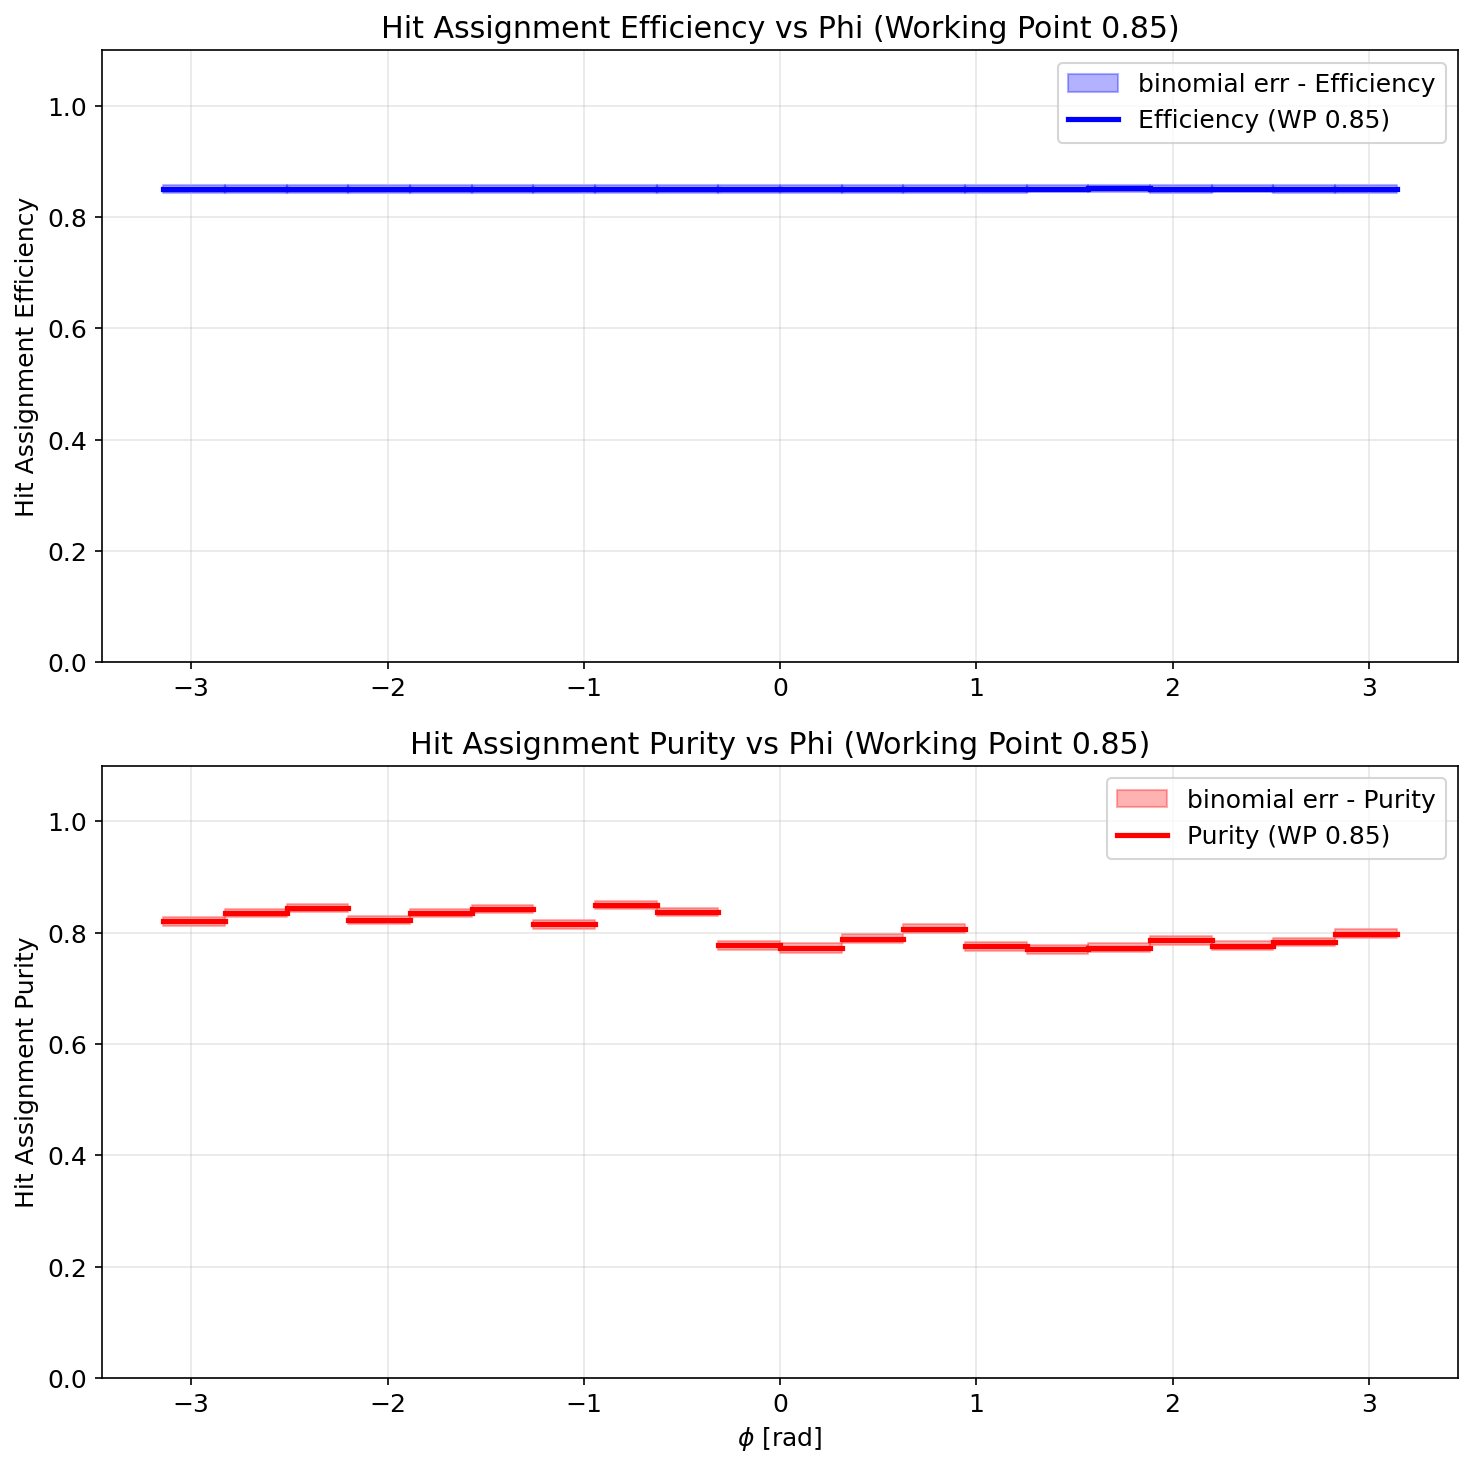 Hit Assignment Efficiency vs Phi (Working Point 0.85)
binomial err - Efficiency
Efficiency (WP 0.85)
Hit Assignment Efficiency
1.0
0.8
0.6
0.4
0.2
0.0
−3 −2 −1 0 1 2 3
Hit Assignment Purity vs Phi (Working Point 0.85)
binomial err - Purity
Purity (WP 0.85)
Hit Assignment Purity
1.0
0.8
0.6
0.4
0.2
0.0
−3 −2 −1 0 1 2 3
ϕ [rad]